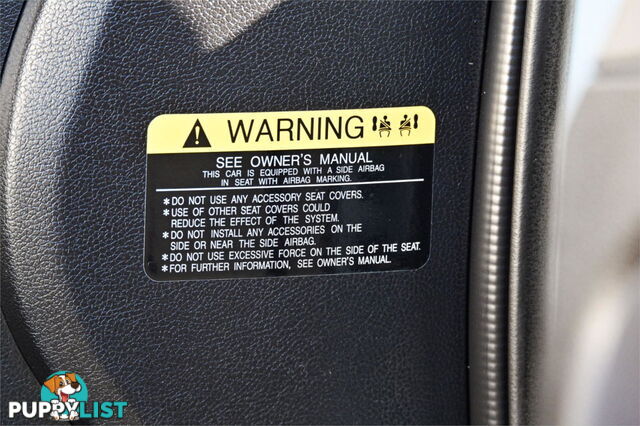 WARNING
SEE OWNER'S MANUAL
THIS CAR IS EQUIPPED WITH A SIDE AIRBAG
IN SEAT WITH AIRBAG MARKING.
*DO NOT USE ANY ACCESSORY SEAT COVERS.
*USE OF OTHER SEAT COVERS COULD
REDUCE THE EFFECT OF THE SYSTEM.
*DO NOT INSTALL ANY ACCESSORIES ON THE
SIDE OR NEAR THE SIDE AIRBAG.
*DO NOT USE EXCESSIVE FORCE ON THE SIDE OF THE SEAT.
*FOR FURTHER INFORMATION, SEE OWNER'S MANUAL.
PUPPYLIST